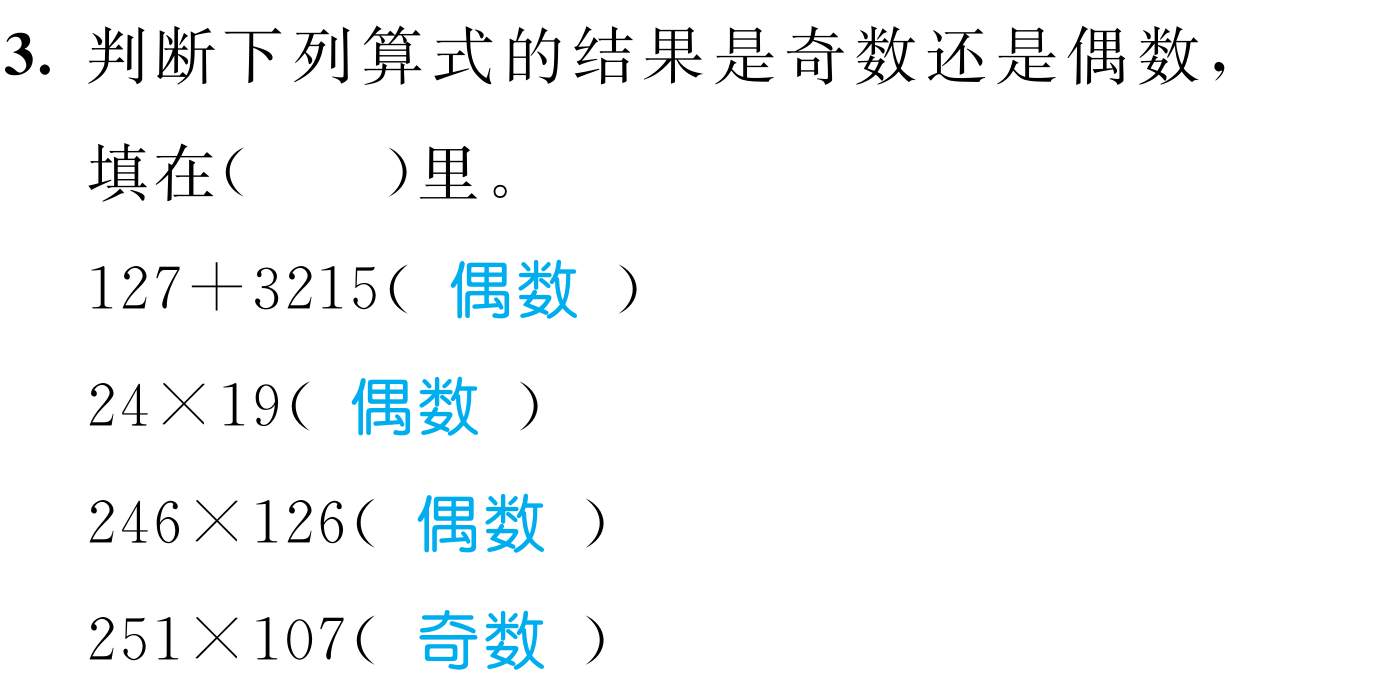 3. 判断下列算式的结果是奇数还是偶数，
填在(　　)里。
127＋3215( 偶数 )
24×19( 偶数 )
246×126( 偶数 )
251×107( 奇数 )